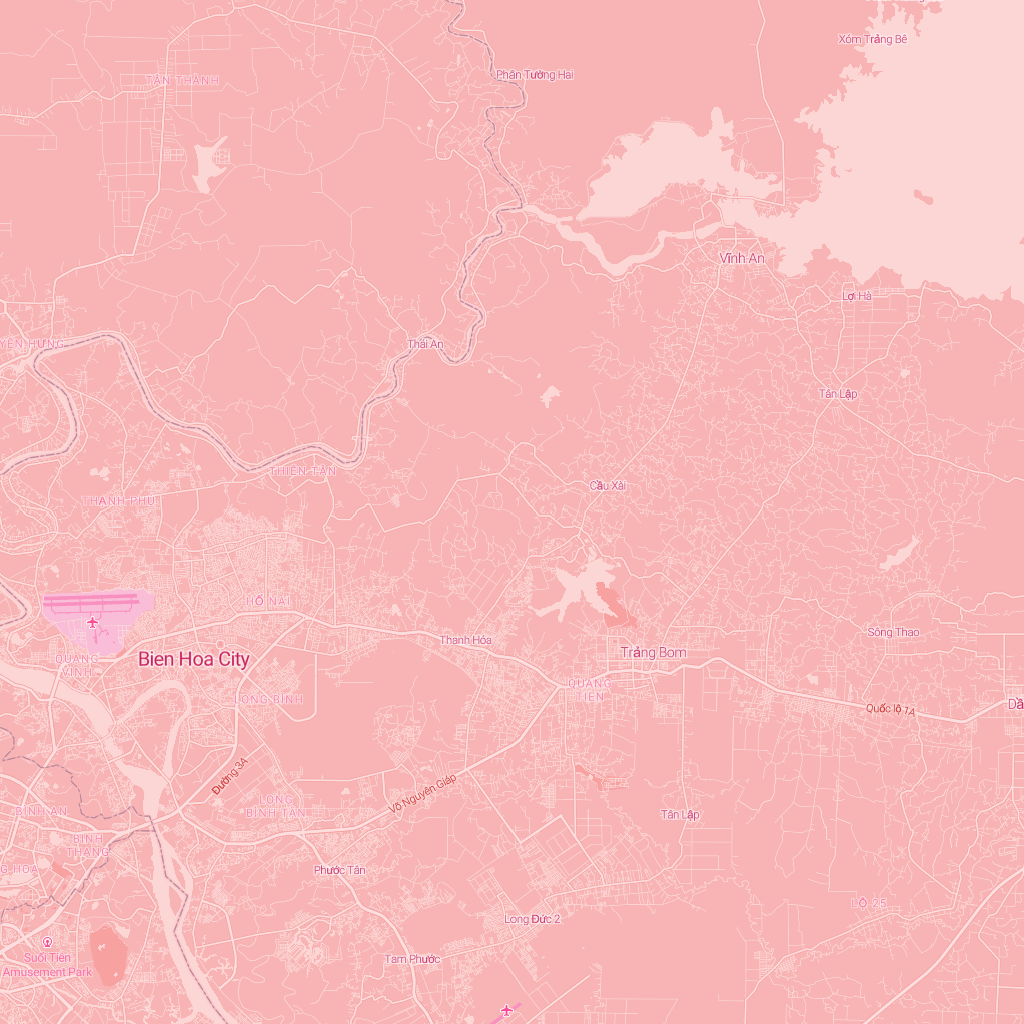 Xóm Trảng Bê
Phân Tường Hai
TÂN THÀNH
Vĩnh An
Lợi Hà
Thái An
Tân Lập
THIỆN TÂN
Cầu Xài
THẠNH PHÚ
HỐ NAI
Sông Thao
Thanh Hóa
Trảng Bom
Bien Hoa City
QUANG
VINH
QUẢNG
TIẾN
LONG BÌNH
Quốc lộ 1A
Đường 3A
Võ Nguyên Giáp
LONG
BÌNH TÂN
BÌNH AN
Tân Lập
BÌNH
THẮNG
Phước Tân
LỘ 25
Long Đức 2
Suối Tiên
Amusement Park
Tam Phước